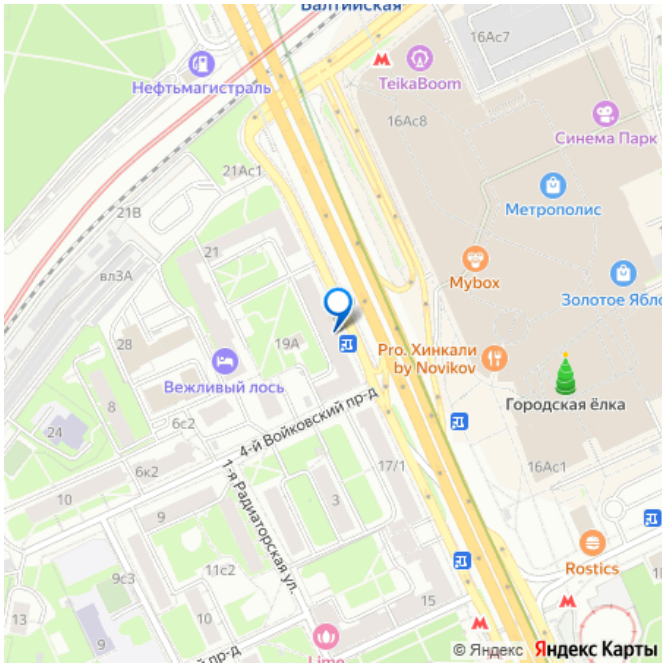 Балтийская
16Ас7
Нефтьмагистраль
TeikaBoom
16Ас8
Синема Парк
21Ас1
Метрополис
21В
21
Mybox
вл3А
Золотое Ябло
28
19А
Pro. Хинкали
by Novikov
Вежливый лось
Городская ёлка
8
6с2
24
4-й Войковский пр-д
17/1
16Ас1
6к2
10
1-я Радиаторская ул.
3
9
Rostics
11с2
9с3
15
13
9
пр-д
Lime
© Яндекс Яндекс Карты